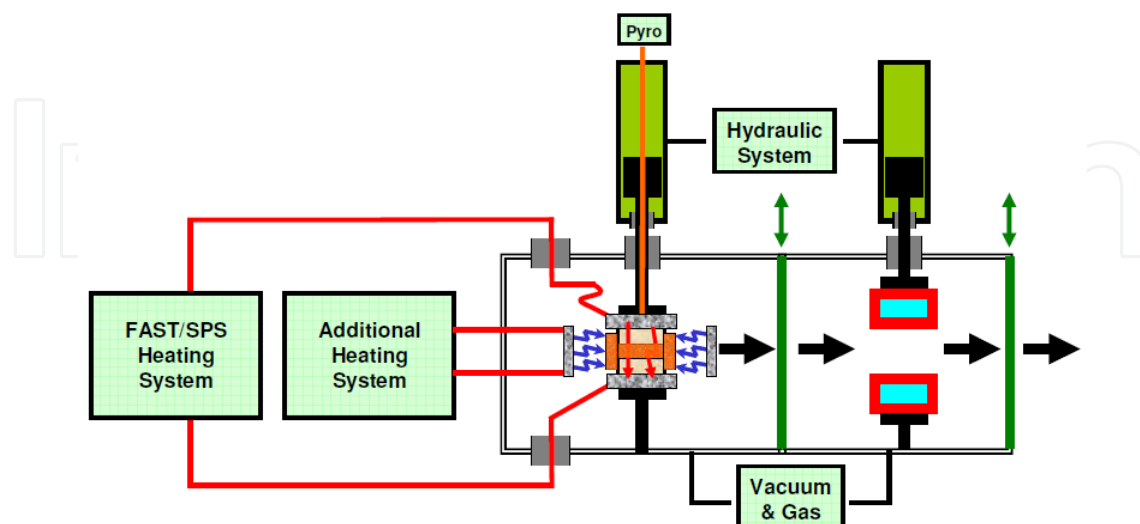 Pyro
Hydraulic
System
FAST/SPS
Heating
System
Additional
Heating
System
Vacuum
& Gas